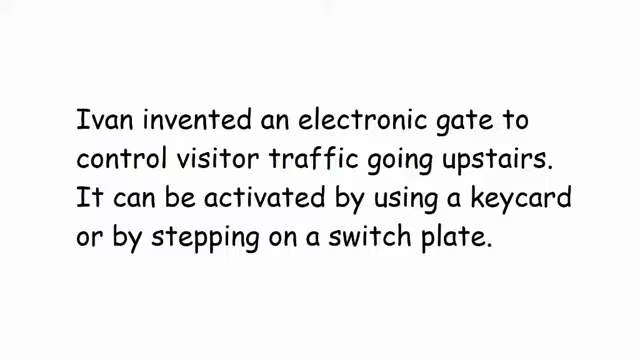 Ivan invented an electronic gate to
control visitor traffic going upstairs.
It can be activated by using a keycard
or by stepping on a switch plate.